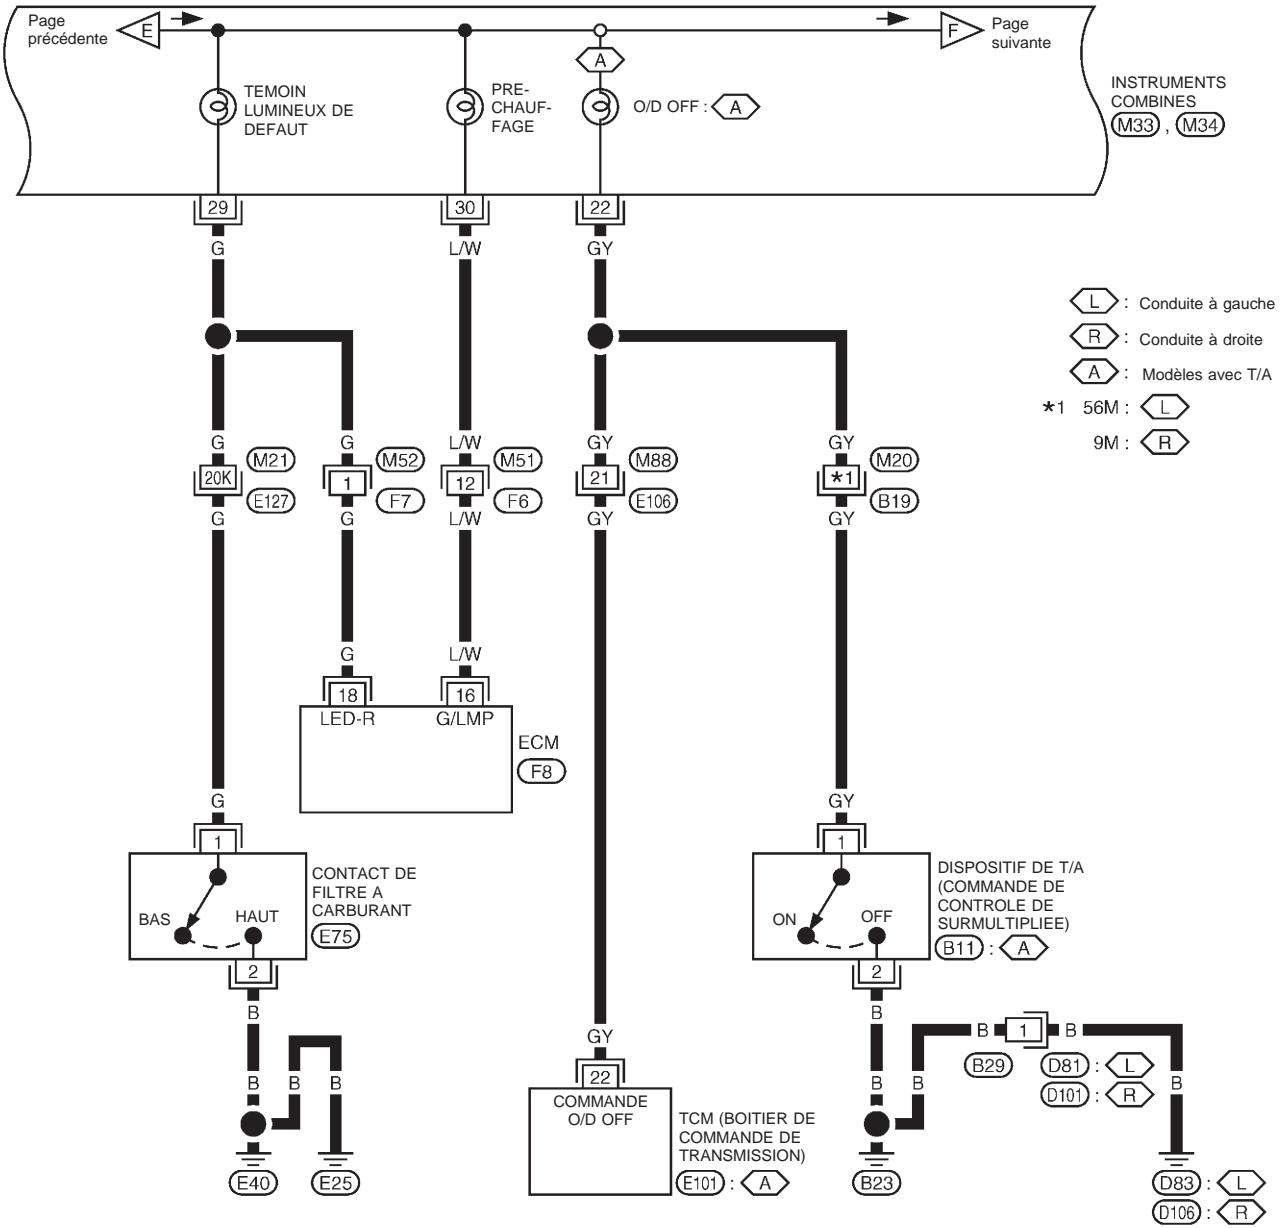 Page
précédente
E
F
Page
suivante
A
TEMOIN
LUMINEUX DE
DEFAUT
PRE-
CHAUF-
FAGE
O/D OFF : A
INSTRUMENTS
COMBINES
M33 , M34
29
30
22
G
L/W
GY
L : Conduite à gauche
R : Conduite à droite
A : Modèles avec T/A
*1 56M : L
9M : R
G
G
L/W
GY
GY
20K
M21
E127
1
M52
F7
12
M51
F6
21
M88
E106
*1
M20
B19
G
G
L/W
GY
GY
G
L/W
18
16
LED-R
G/LMP
ECM
F8
G
GY
1
1
BAS
HAUT
CONTACT DE
FILTRE A
CARBURANT
E75
ON
OFF
DISPOSITIF DE T/A
(COMMANDE DE
CONTROLE DE
SURMULTIPLIEE)
B11 : A
2
2
B
B
GY
B
1
B
B29
D81 : L
D101 : R
B
B
B
B
B
B
22
COMMANDE
O/D OFF
TCM (BOITIER DE
COMMANDE DE
TRANSMISSION)
E101 : A
E40
E25
B23
D83 : L
D106 : R